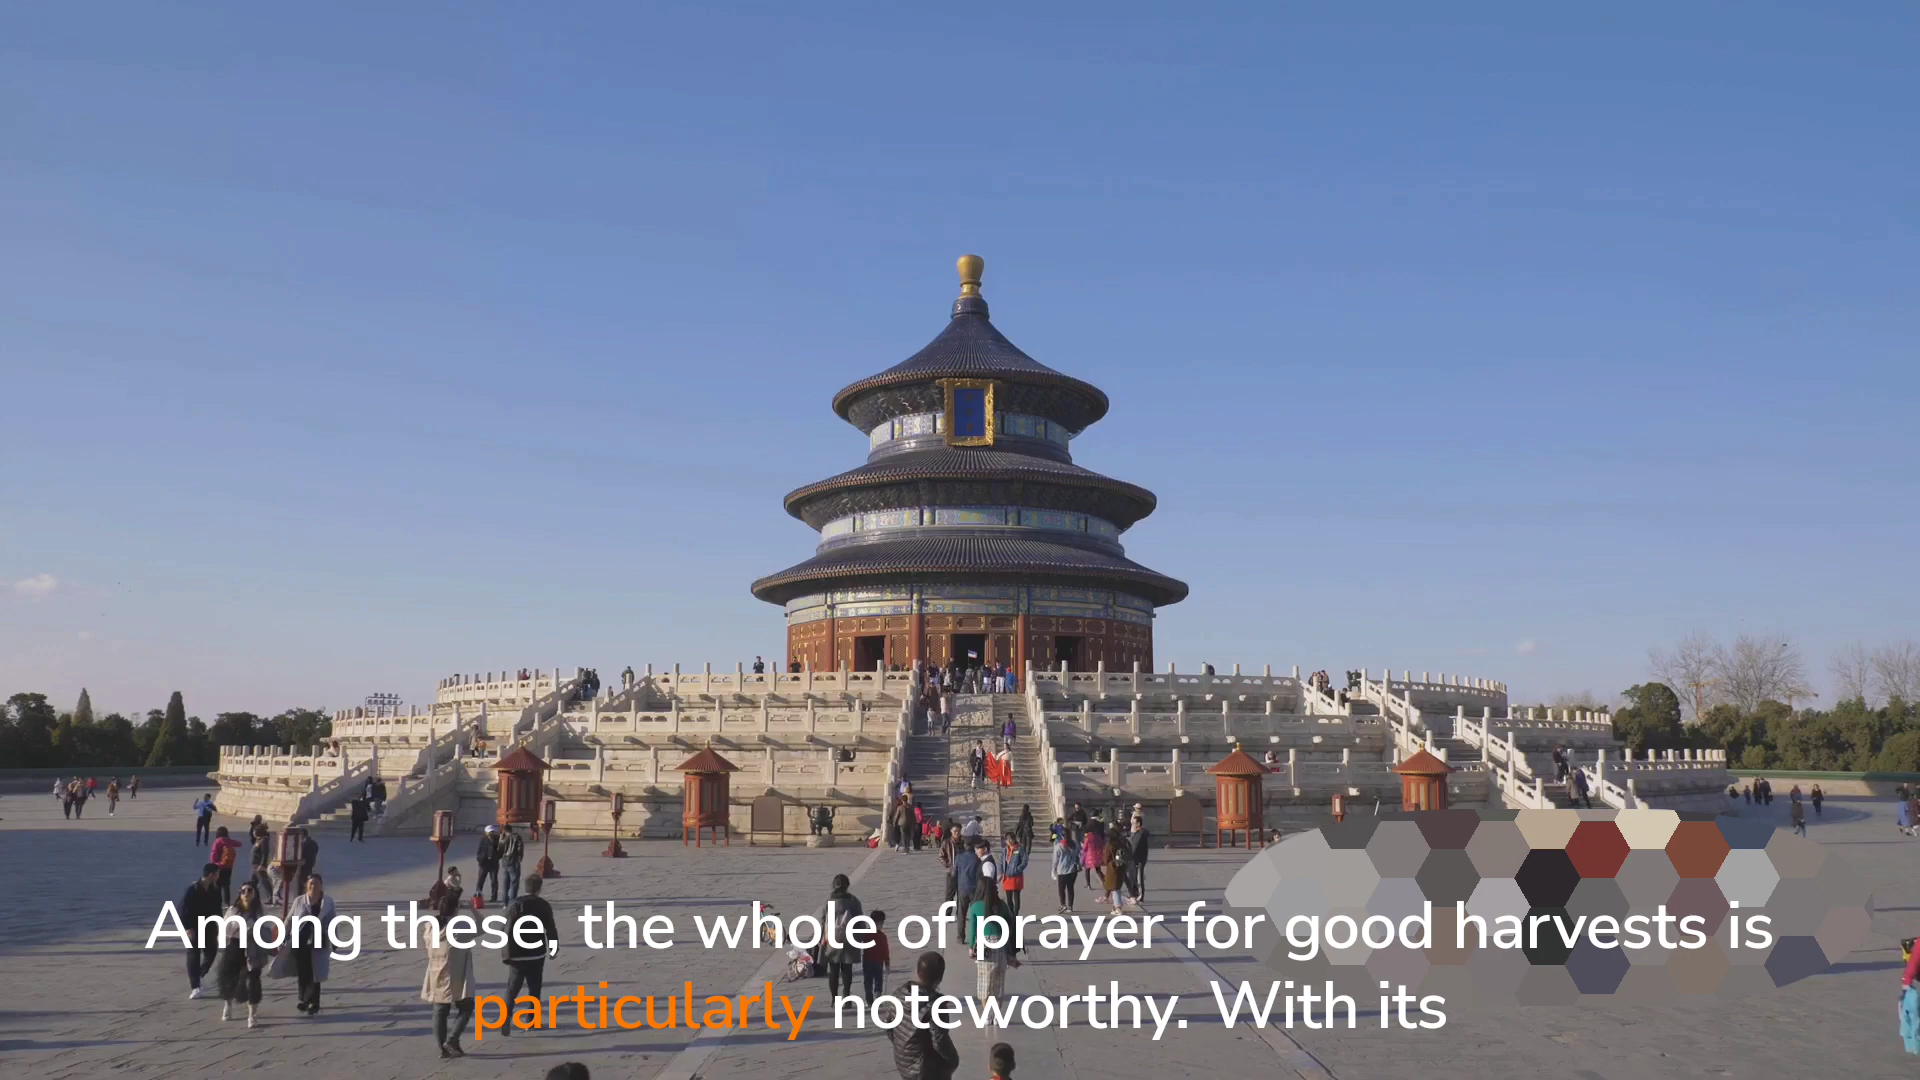 Among these, the whole of prayer for good harvests is
particularly noteworthy. With its